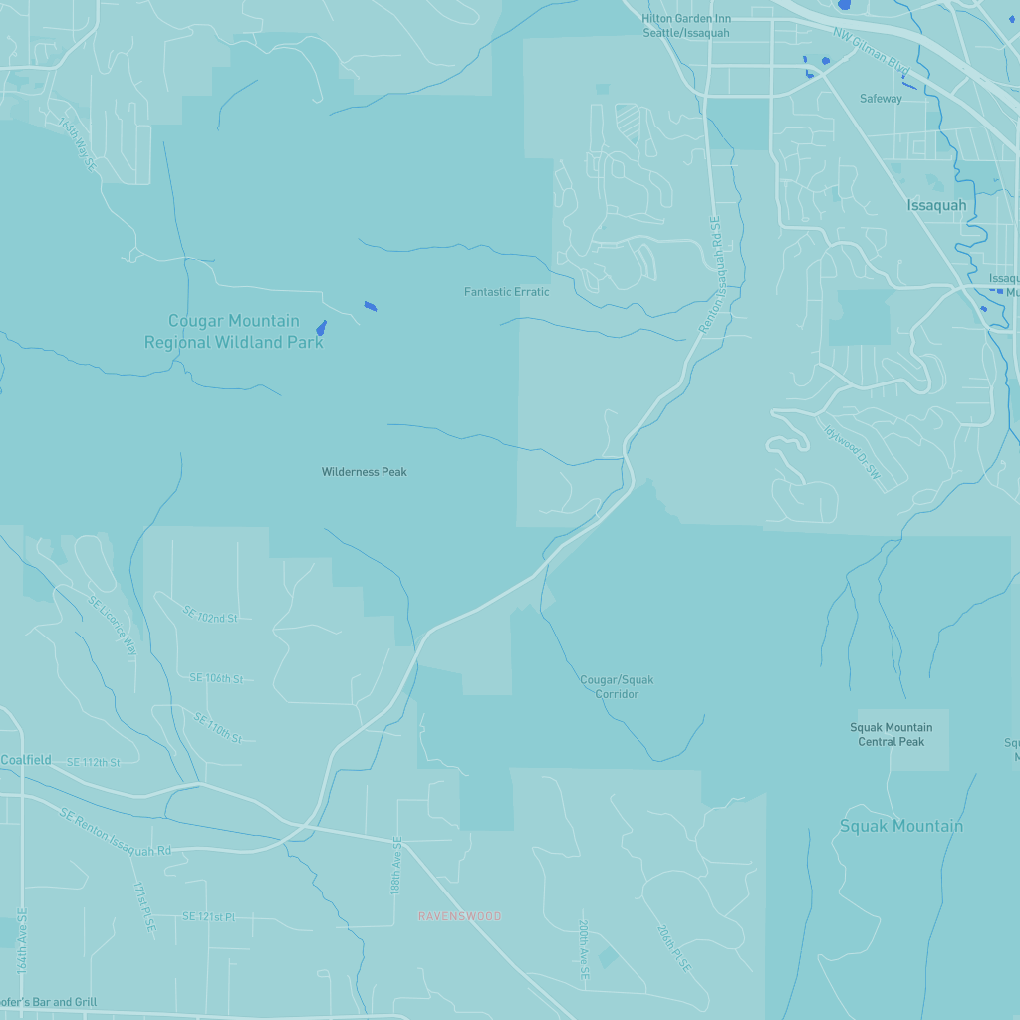 Hilton Garden Inn
Seattle/Issaquah
NW Gilman Blvd
Safeway
Issaquah
Renton Issaquah Rd SE
Fantastic Erratic
Cougar Mountain
Regional Wildland Park
Idylwood Dr SW
Wilderness Peak
SE Licorice Way
SE 102nd St
SE 106th St
SE 110th St
Cougar/Squak
Corridor
Squak Mountain
Central Peak
Coalfield
SE 112th St
SE Renton Issaquah Rd
Squak Mountain
188th Ave SE
171st Pl SE
SE 121st Pl
RAVENSWOOD
164th Ave SE
200th Ave SE
206th Pl SE
Bar and Grill